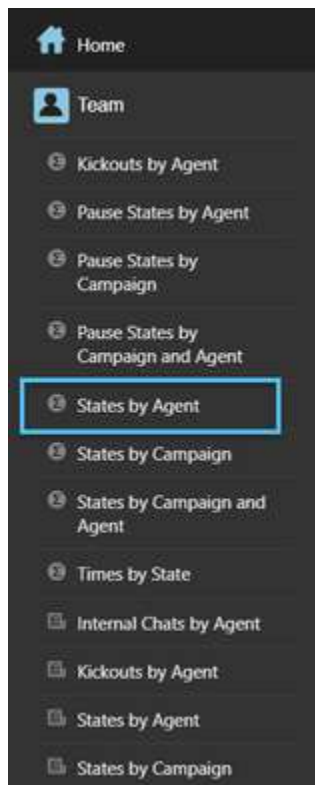 Home
Team
Kickouts by Agent
Pause States by Agent
Pause States by
Campaign
Pause States by
Campaign and Agent
States by Agent
States by Campaign
States by Campaign and
Agent
Times by State
Internal Chats by Agent
Kickouts by Agent
States by Agent
States by Campaign